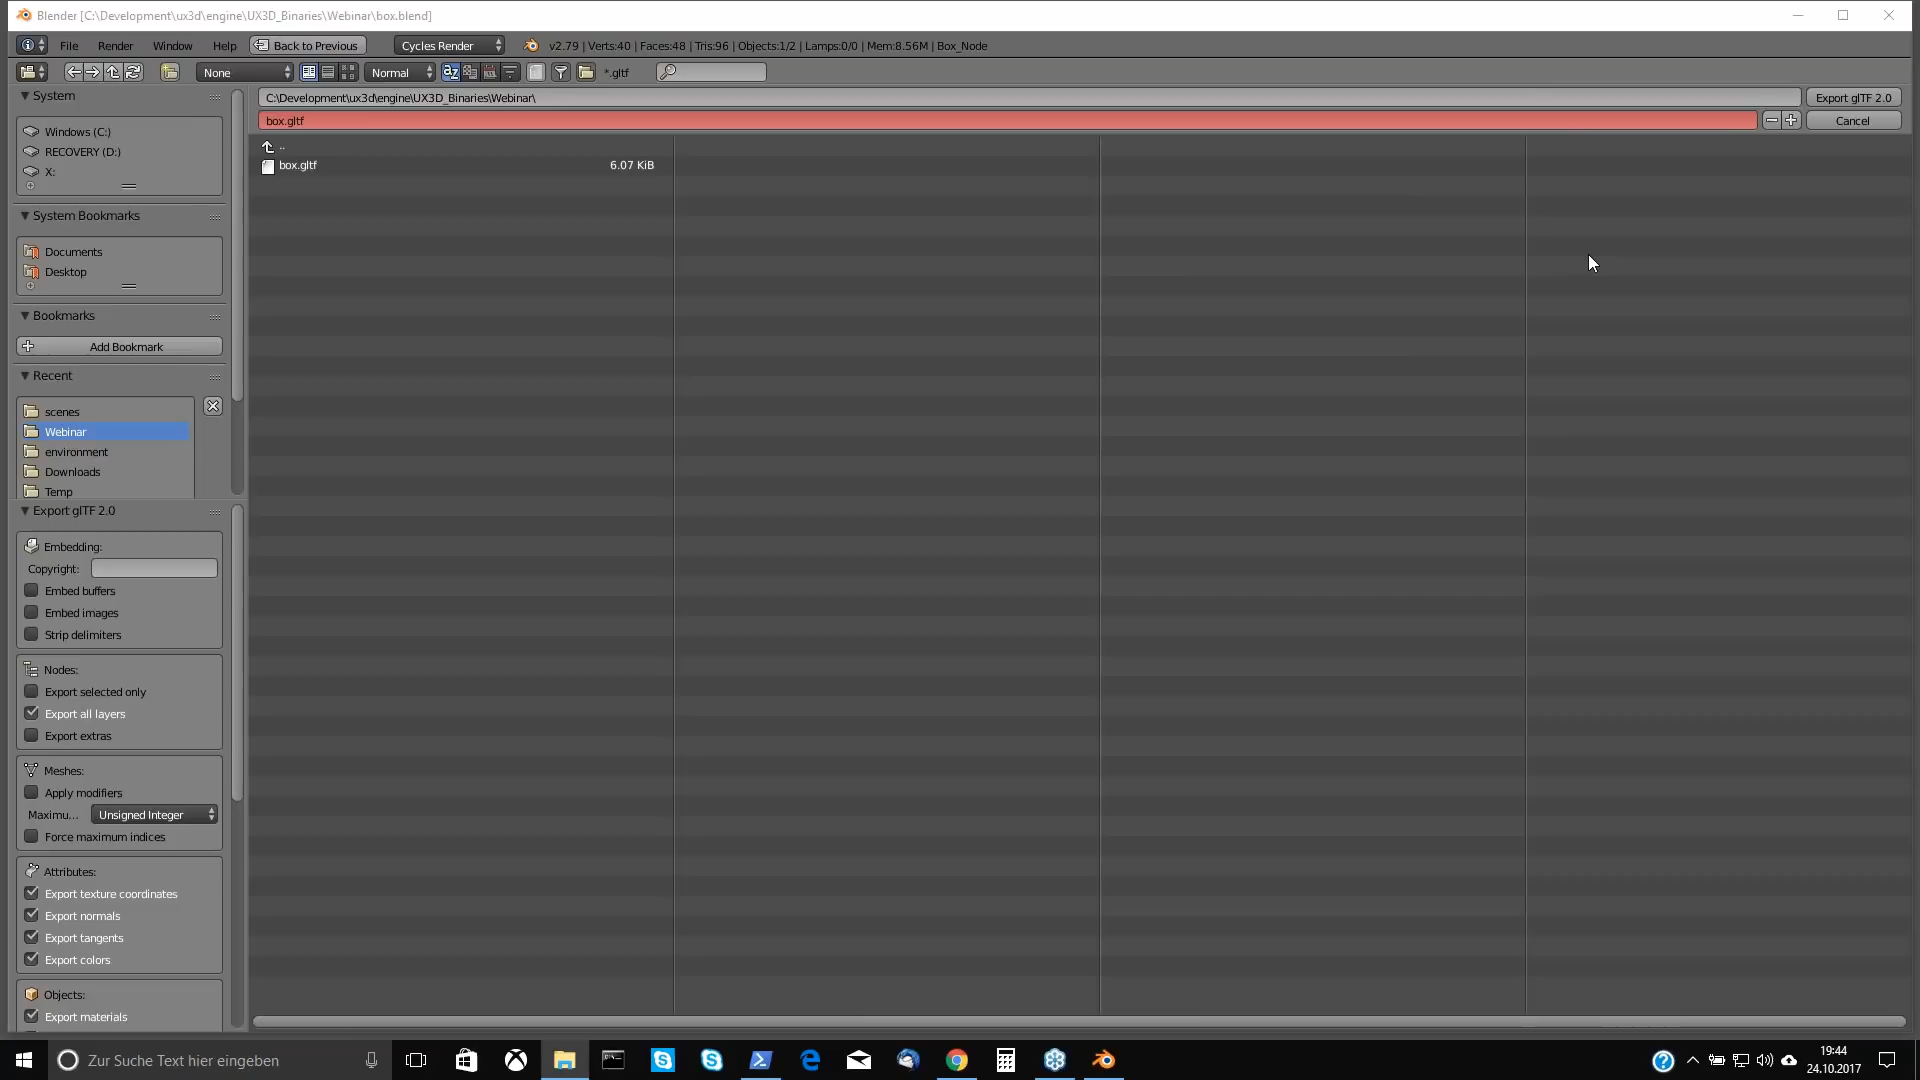 Blender [C:\Development\ux3d\engine\UX3D_Binaries\Webinar\box.blend]
File Render Window Help Back to Previous Cycles Render v2.79 | Verts:40 | Faces:48 | Tris:96 | Objects:1/2 | Lamps:0/0 | Mem:8.56M | Box_Node
None Normal *.gltf
System
C:\Development\ux3d\engine\UX3D_Binaries\Webinar\ Export glTF 2.0
box.gltf Cancel
Windows (C:)
RECOVERY (D:)
X:
..
box.gltf 6.07 KiB
System Bookmarks
Documents
Desktop
Bookmarks
Add Bookmark
Recent
scenes
Webinar
environment
Downloads
Temp
Export glTF 2.0
Embedding:
Copyright:
Embed buffers
Embed images
Strip delimiters
Nodes:
Export selected only
Export all layers
Export extras
Meshes:
Apply modifiers
Maximu... Unsigned Integer
Force maximum indices
Attributes:
Export texture coordinates
Export normals
Export tangents
Export colors
Objects:
Export materials
Zur Suche Text hier eingeben
19:44
24.10.2017